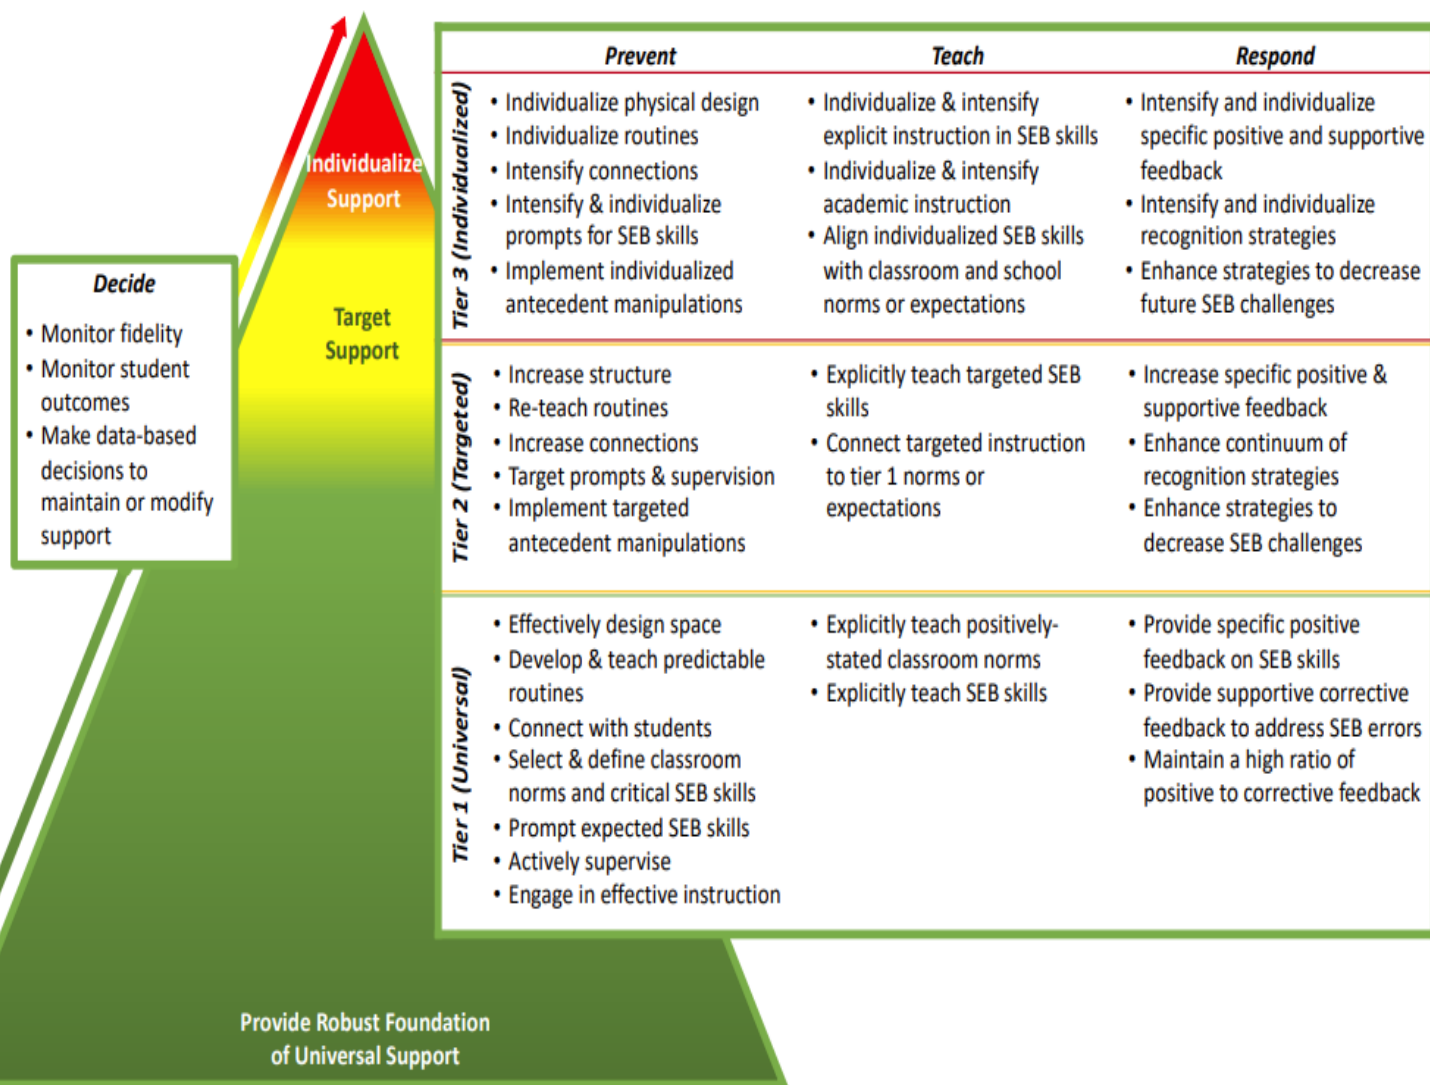 Individualize
Support
Target
Support
Provide Robust Foundation
of Universal Support
Decide
• Monitor fidelity
• Monitor student
outcomes
• Make data-based
decisions to
maintain or modify
support
Prevent
Teach
Respond
Tier 3 (Individualized)
• Individualize physical design
• Individualize routines
• Intensify connections
• Intensify & individualize
prompts for SEB skills
• Implement individualized
antecedent manipulations
• Individualize & intensify
explicit instruction in SEB skills
• Individualize & intensify
academic instruction
• Align individualized SEB skills
with classroom and school
norms or expectations
• Intensify and individualize
specific positive and supportive
feedback
• Intensify and individualize
recognition strategies
• Enhance strategies to decrease
future SEB challenges
Tier 2 (Targeted)
• Increase structure
• Re-teach routines
• Increase connections
• Target prompts & supervision
• Implement targeted
antecedent manipulations
• Explicitly teach targeted SEB
skills
• Connect targeted instruction
to tier 1 norms or
expectations
• Increase specific positive &
supportive feedback
• Enhance continuum of
recognition strategies
• Enhance strategies to
decrease SEB challenges
Tier 1 (Universal)
• Effectively design space
• Develop & teach predictable
routines
• Connect with students
• Select & define classroom
norms and critical SEB skills
• Prompt expected SEB skills
• Actively supervise
• Engage in effective instruction
• Explicitly teach positively-
stated classroom norms
• Explicitly teach SEB skills
• Provide specific positive
feedback on SEB skills
• Provide supportive corrective
feedback to address SEB errors
• Maintain a high ratio of
positive to corrective feedback